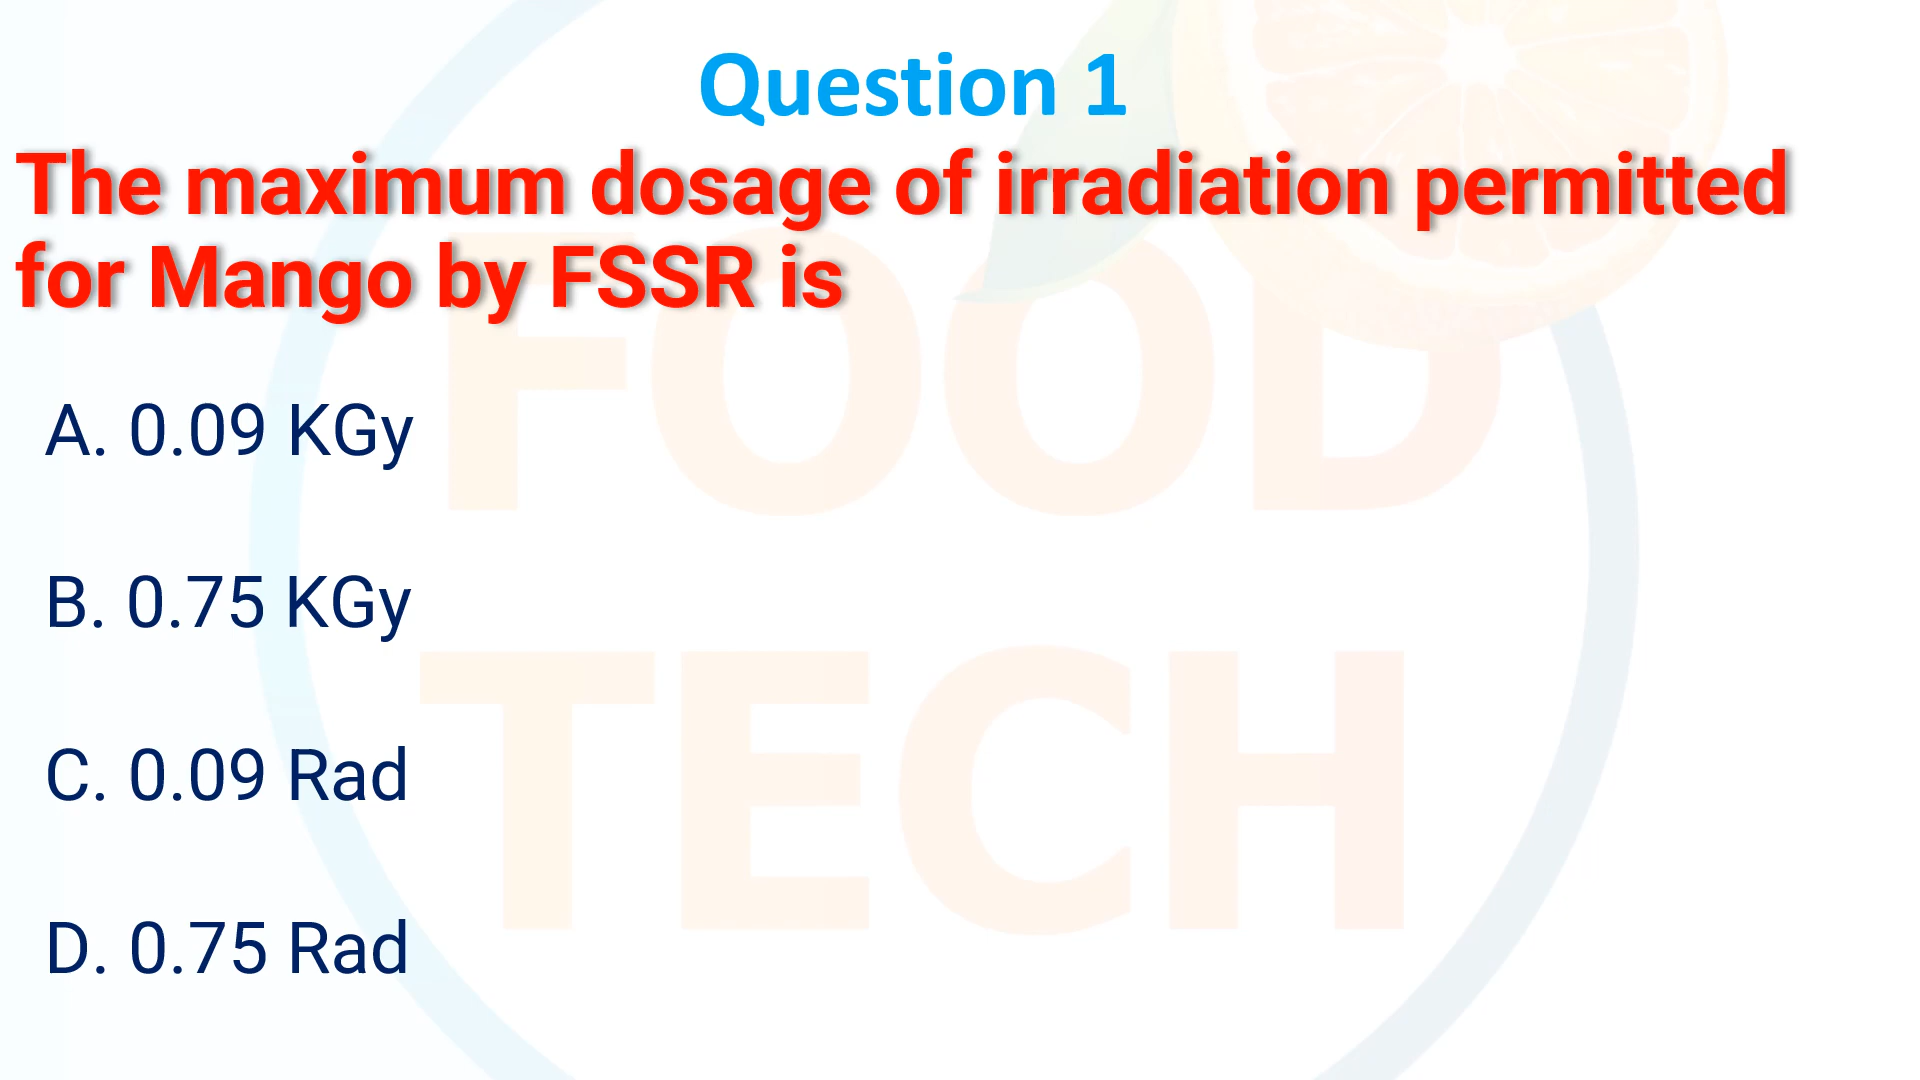 Question 1
The maximum dosage of irradiation permitted
for Mango by FSSR is
A. 0.09 KGy
B. 0.75 KGy
C. 0.09 Rad
D. 0.75 Rad
FOOD
TECH